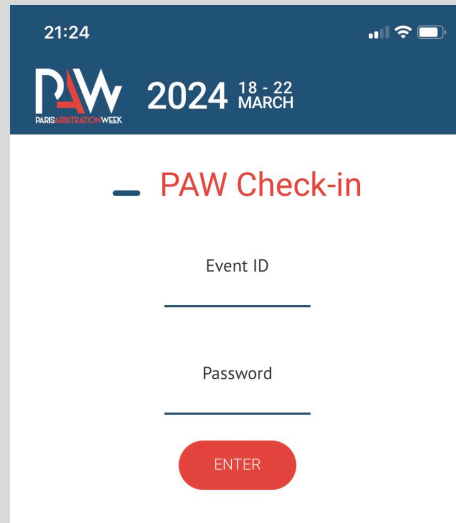 21:24
PAW
PARISARBITRATIONWEEK
2024 18 - 22 MARCH
PAW Check-in
Event ID
Password
ENTER